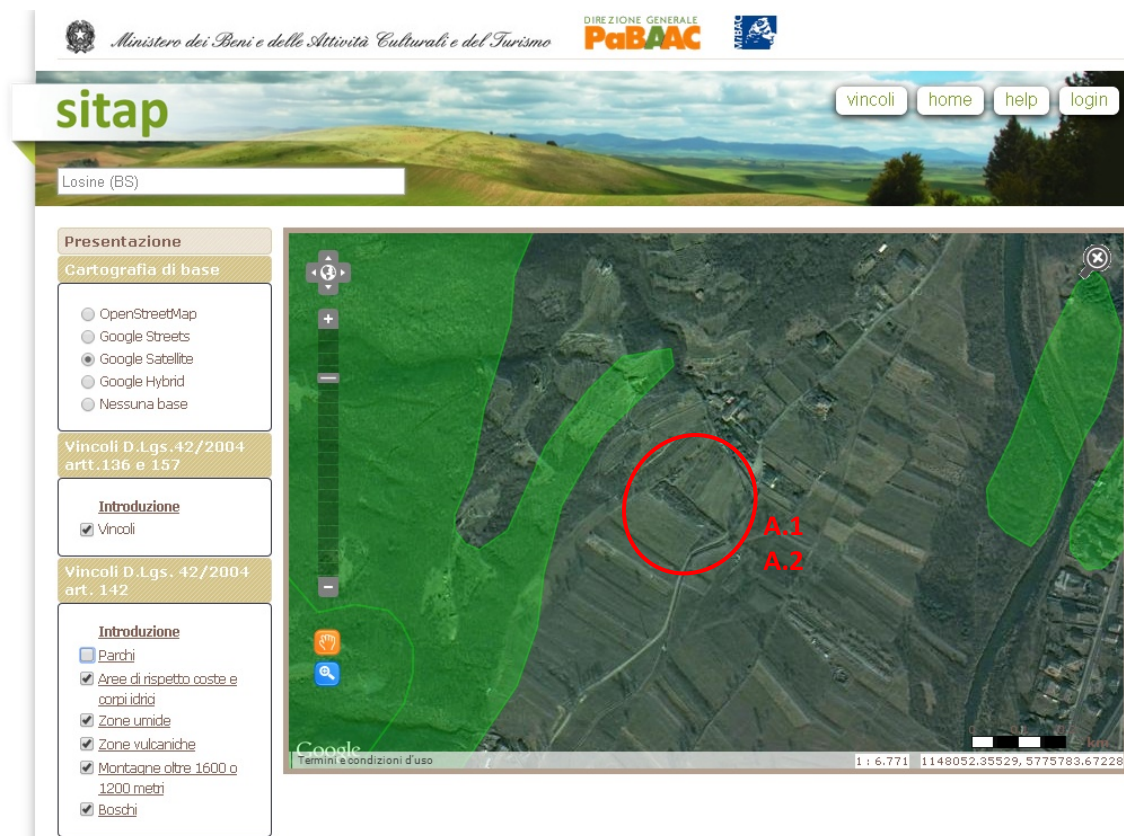 Ministero dei Beni e delle Attività Culturali e del Turismo
DIREZIONE GENERALE
PaBAAC
MiBAC
sitap
vincoli
home
help
login
Losine (BS)
Presentazione
Cartografia di base
OpenStreetMap
Google Streets
Google Satellite
Google Hybrid
Nessuna base
Vincoli D.Lgs.42/2004
artt.136 e 157
Introduzione
Vincoli
Vincoli D.Lgs. 42/2004
art. 142
Introduzione
Parchi
Aree di rispetto coste e
corpi idrici
Zone umide
Zone vulcaniche
Montagne oltre 1600 o
1200 metri
Boschi
A.1
A.2
Google
Termini e condizioni d'uso
km
1 : 6.771
1148052.35529, 5775783.67228